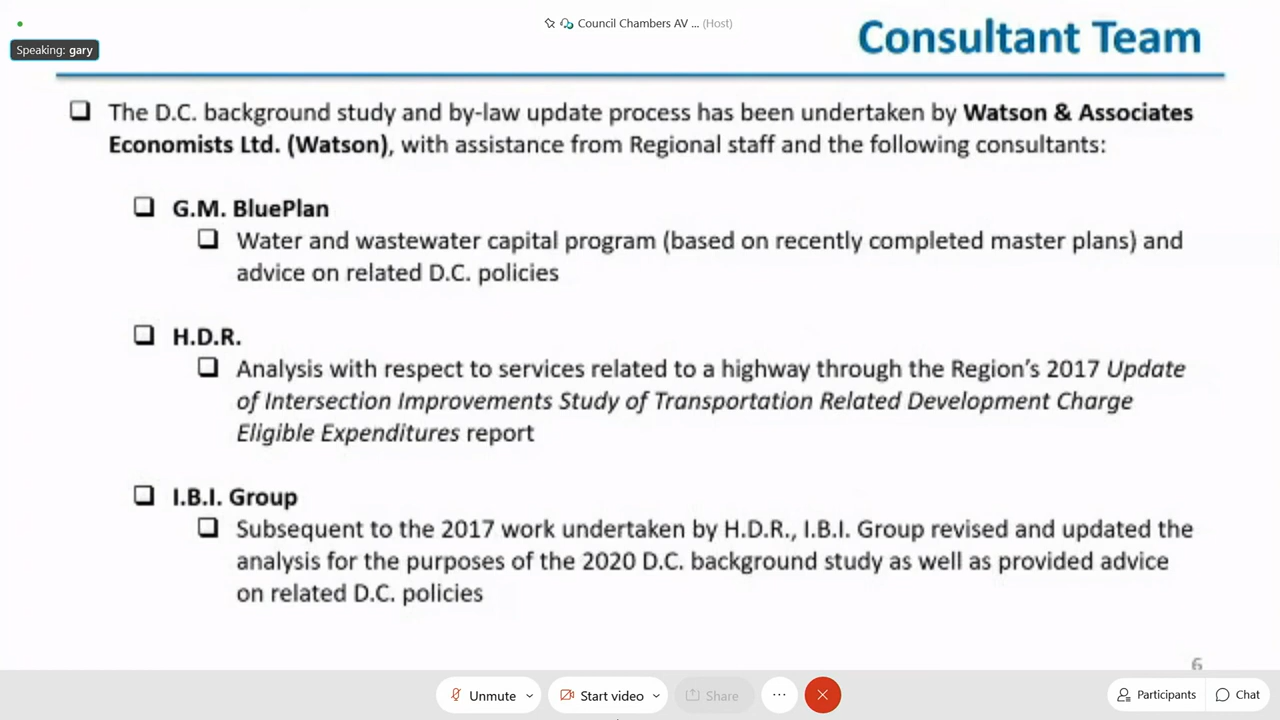 Council Chambers AV ... (Host)
Speaking: gary
Consultant Team
The D.C. background study and by-law update process has been undertaken by Watson & Associates
Economists Ltd. (Watson), with assistance from Regional staff and the following consultants:
G.M. BluePlan
Water and wastewater capital program (based on recently completed master plans) and
advice on related D.C. policies
H.D.R.
Analysis with respect to services related to a highway through the Region's 2017 Update
of Intersection Improvements Study of Transportation Related Development Charge
Eligible Expenditures report
I.B.I. Group
Subsequent to the 2017 work undertaken by H.D.R., I.B.I. Group revised and updated the
analysis for the purposes of the 2020 D.C. background study as well as provided advice
on related D.C. policies
6
Unmute Start video Share ... Participants Chat